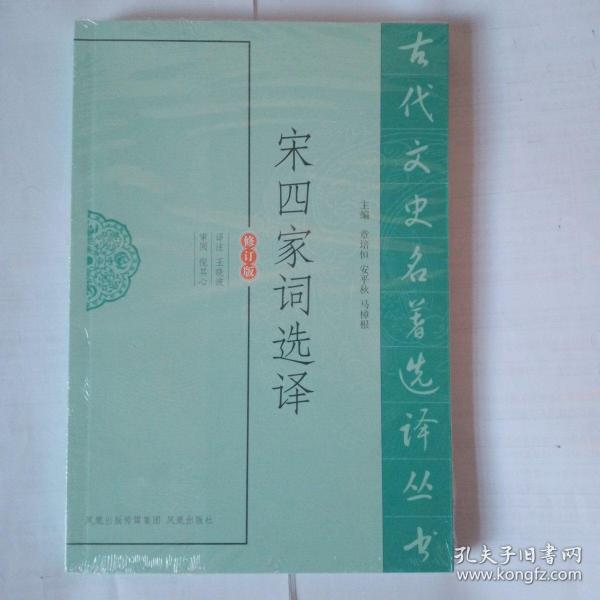 古代文史名著选译丛书
主编 章培恒 安平秋 马樟根
宋四家词选译
修订版
译注 王晓波
审阅 倪其心
凤凰出版传媒集团 凤凰出版社
孔夫子旧书网
www.kongfz.com